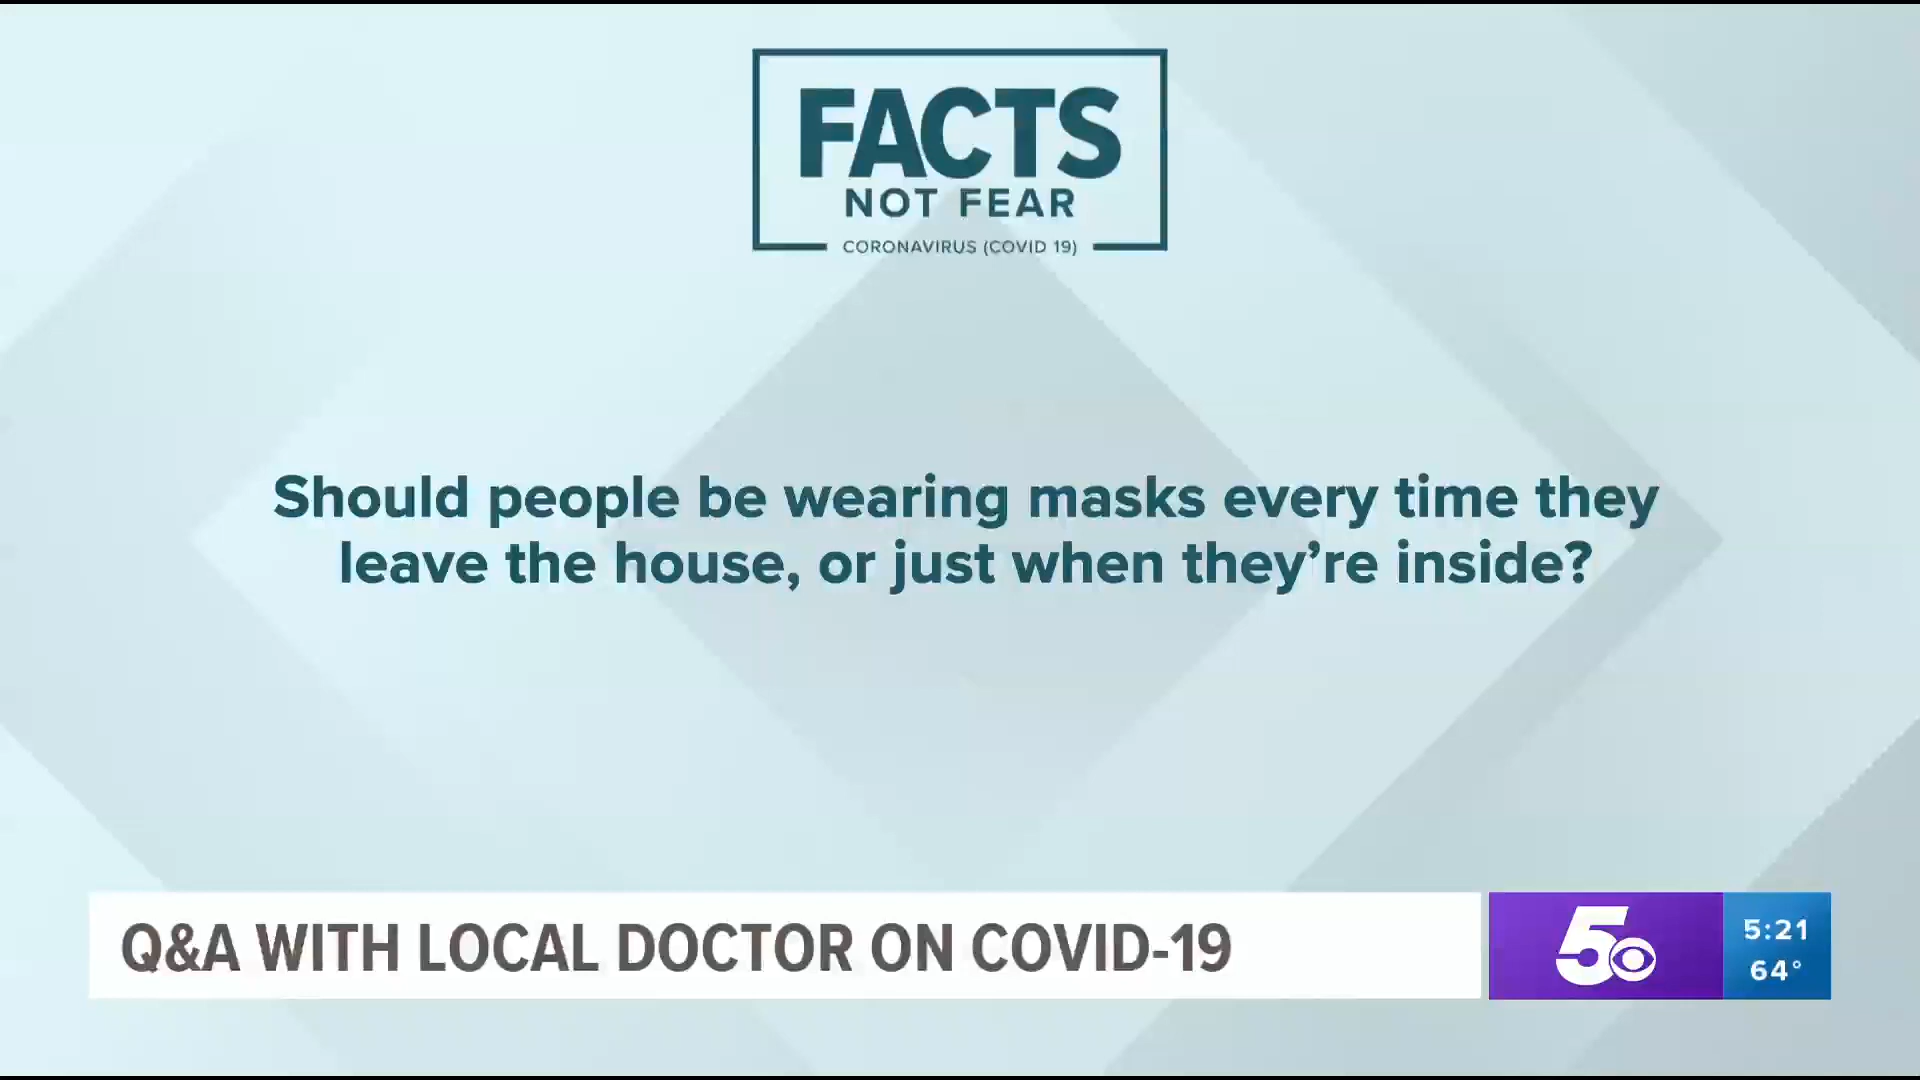 FACTS
NOT FEAR
CORONAVIRUS (COVID 19)
Should people be wearing masks every time they
leave the house, or just when they’re inside?
Q&A WITH LOCAL DOCTOR ON COVID-19
5
5:21
64°